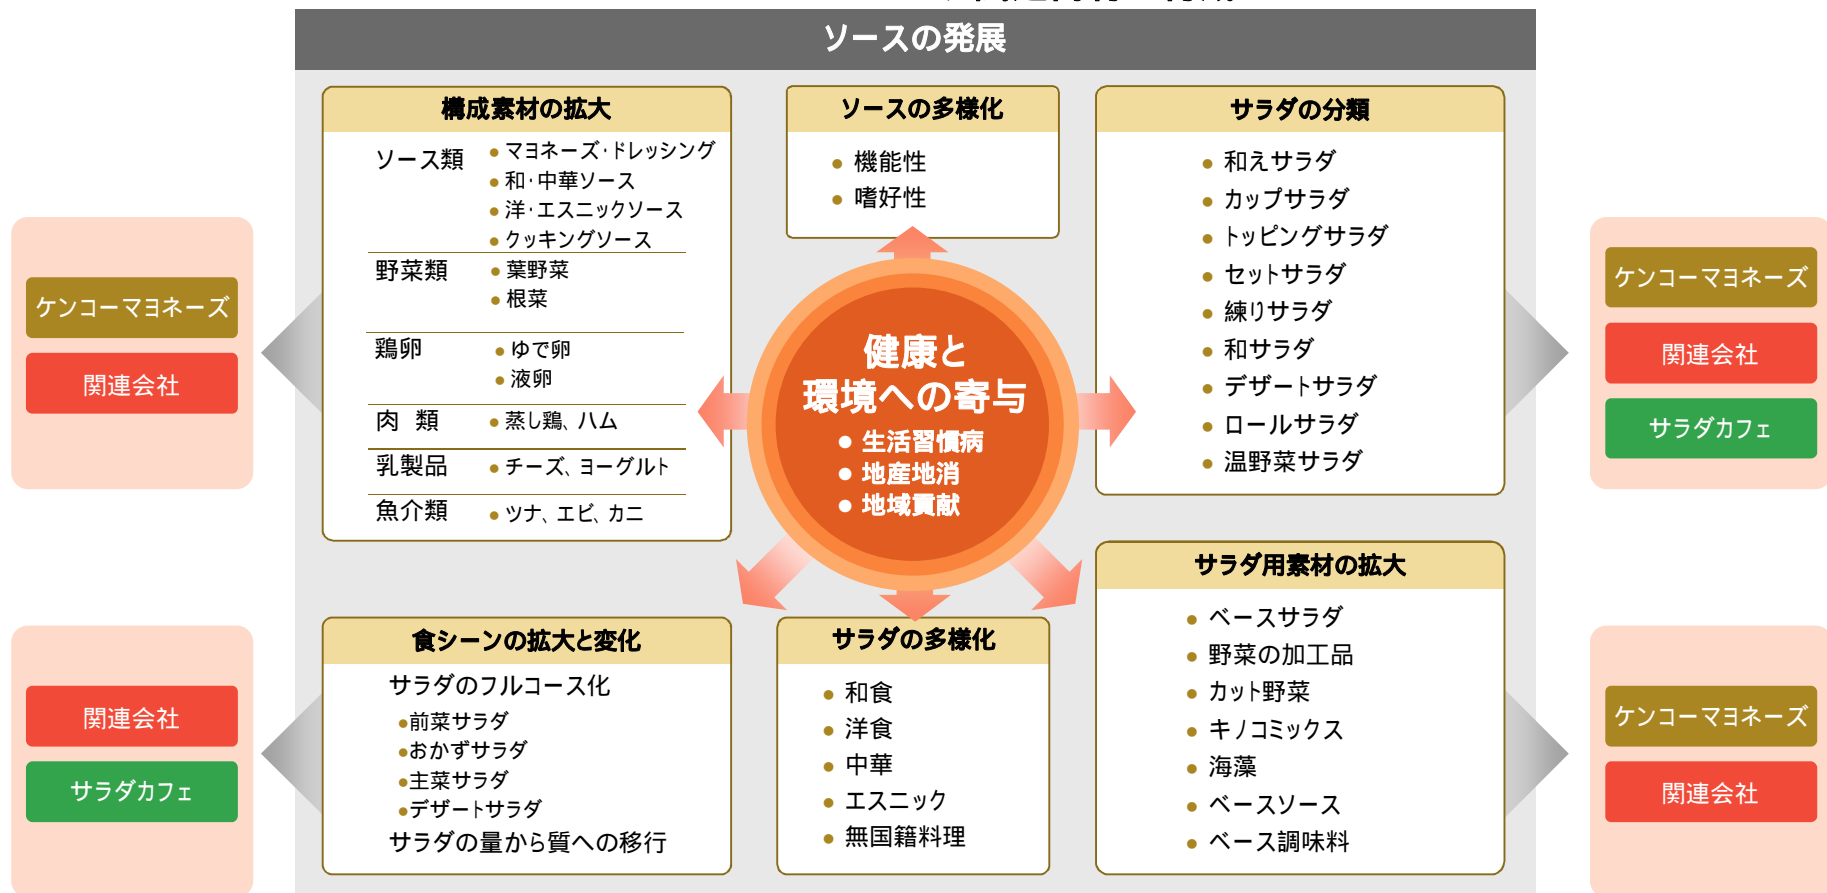 ソースの発展
構成素材の拡大
ソース類
● マヨネーズ・ドレッシング
● 和・中華ソース
● 洋・エスニックソース
● クッキングソース
野菜類
● 葉野菜
● 根菜
鶏卵
● ゆで卵
● 液卵
肉 類
● 蒸し鶏、ハム
乳製品
● チーズ、ヨーグルト
魚介類
● ツナ、エビ、カニ
ソースの多様化
● 機能性
● 嗜好性
サラダの分類
● 和えサラダ
● カップサラダ
● トッピングサラダ
● セットサラダ
● 練りサラダ
● 和サラダ
● デザートサラダ
● ロールサラダ
● 温野菜サラダ
健康と
環境への寄与
● 生活習慣病
● 地産地消
● 地域貢献
ケンコーマヨネーズ
関連会社
ケンコーマヨネーズ
関連会社
サラダカフェ
食シーンの拡大と変化
サラダのフルコース化
●前菜サラダ
●おかずサラダ
●主菜サラダ
●デザートサラダ
サラダの量から質への移行
サラダの多様化
● 和食
● 洋食
● 中華
● エスニック
● 無国籍料理
サラダ用素材の拡大
● ベースサラダ
● 野菜の加工品
● カット野菜
● キノコミックス
● 海藻
● ベースソース
● ベース調味料
関連会社
サラダカフェ
ケンコーマヨネーズ
関連会社